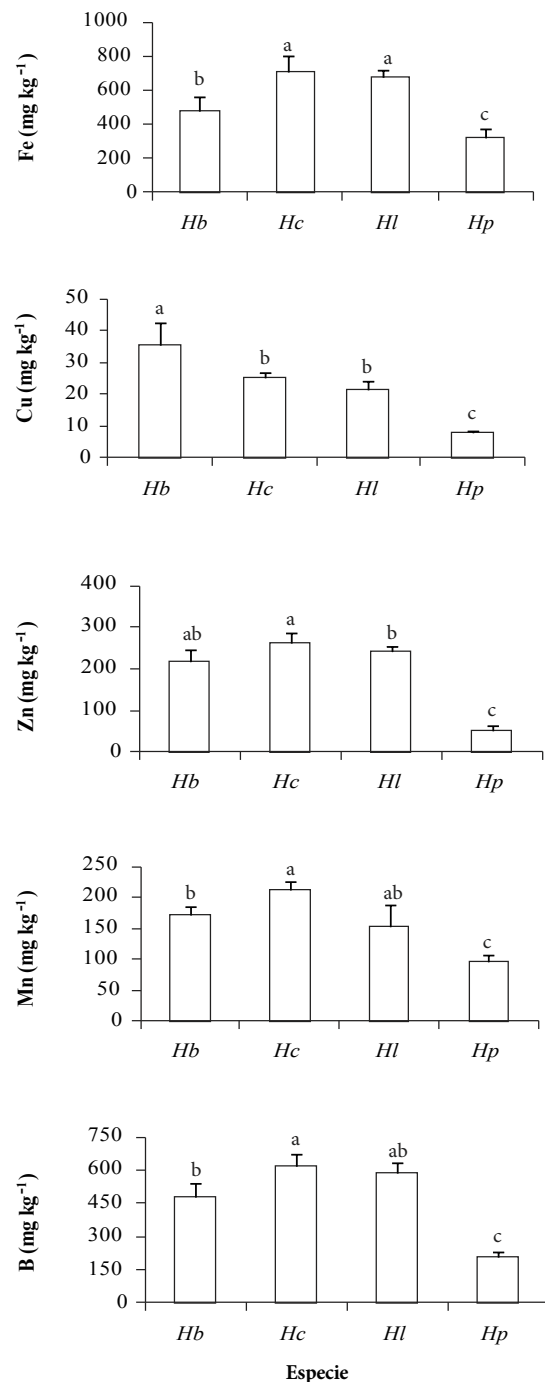 1000
800
600
400
200
0
Fe (mg kg⁻¹)
b a a c
Hb Hc Hl Hp
50
40
30
20
10
0
Cu (mg kg⁻¹)
a b b c
Hb Hc Hl Hp
400
300
200
100
0
Zn (mg kg⁻¹)
ab a b c
Hb Hc Hl Hp
250
200
150
100
50
0
Mn (mg kg⁻¹)
b a ab c
Hb Hc Hl Hp
750
600
450
300
150
0
B (mg kg⁻¹)
b a ab c
Hb Hc Hl Hp
Especie